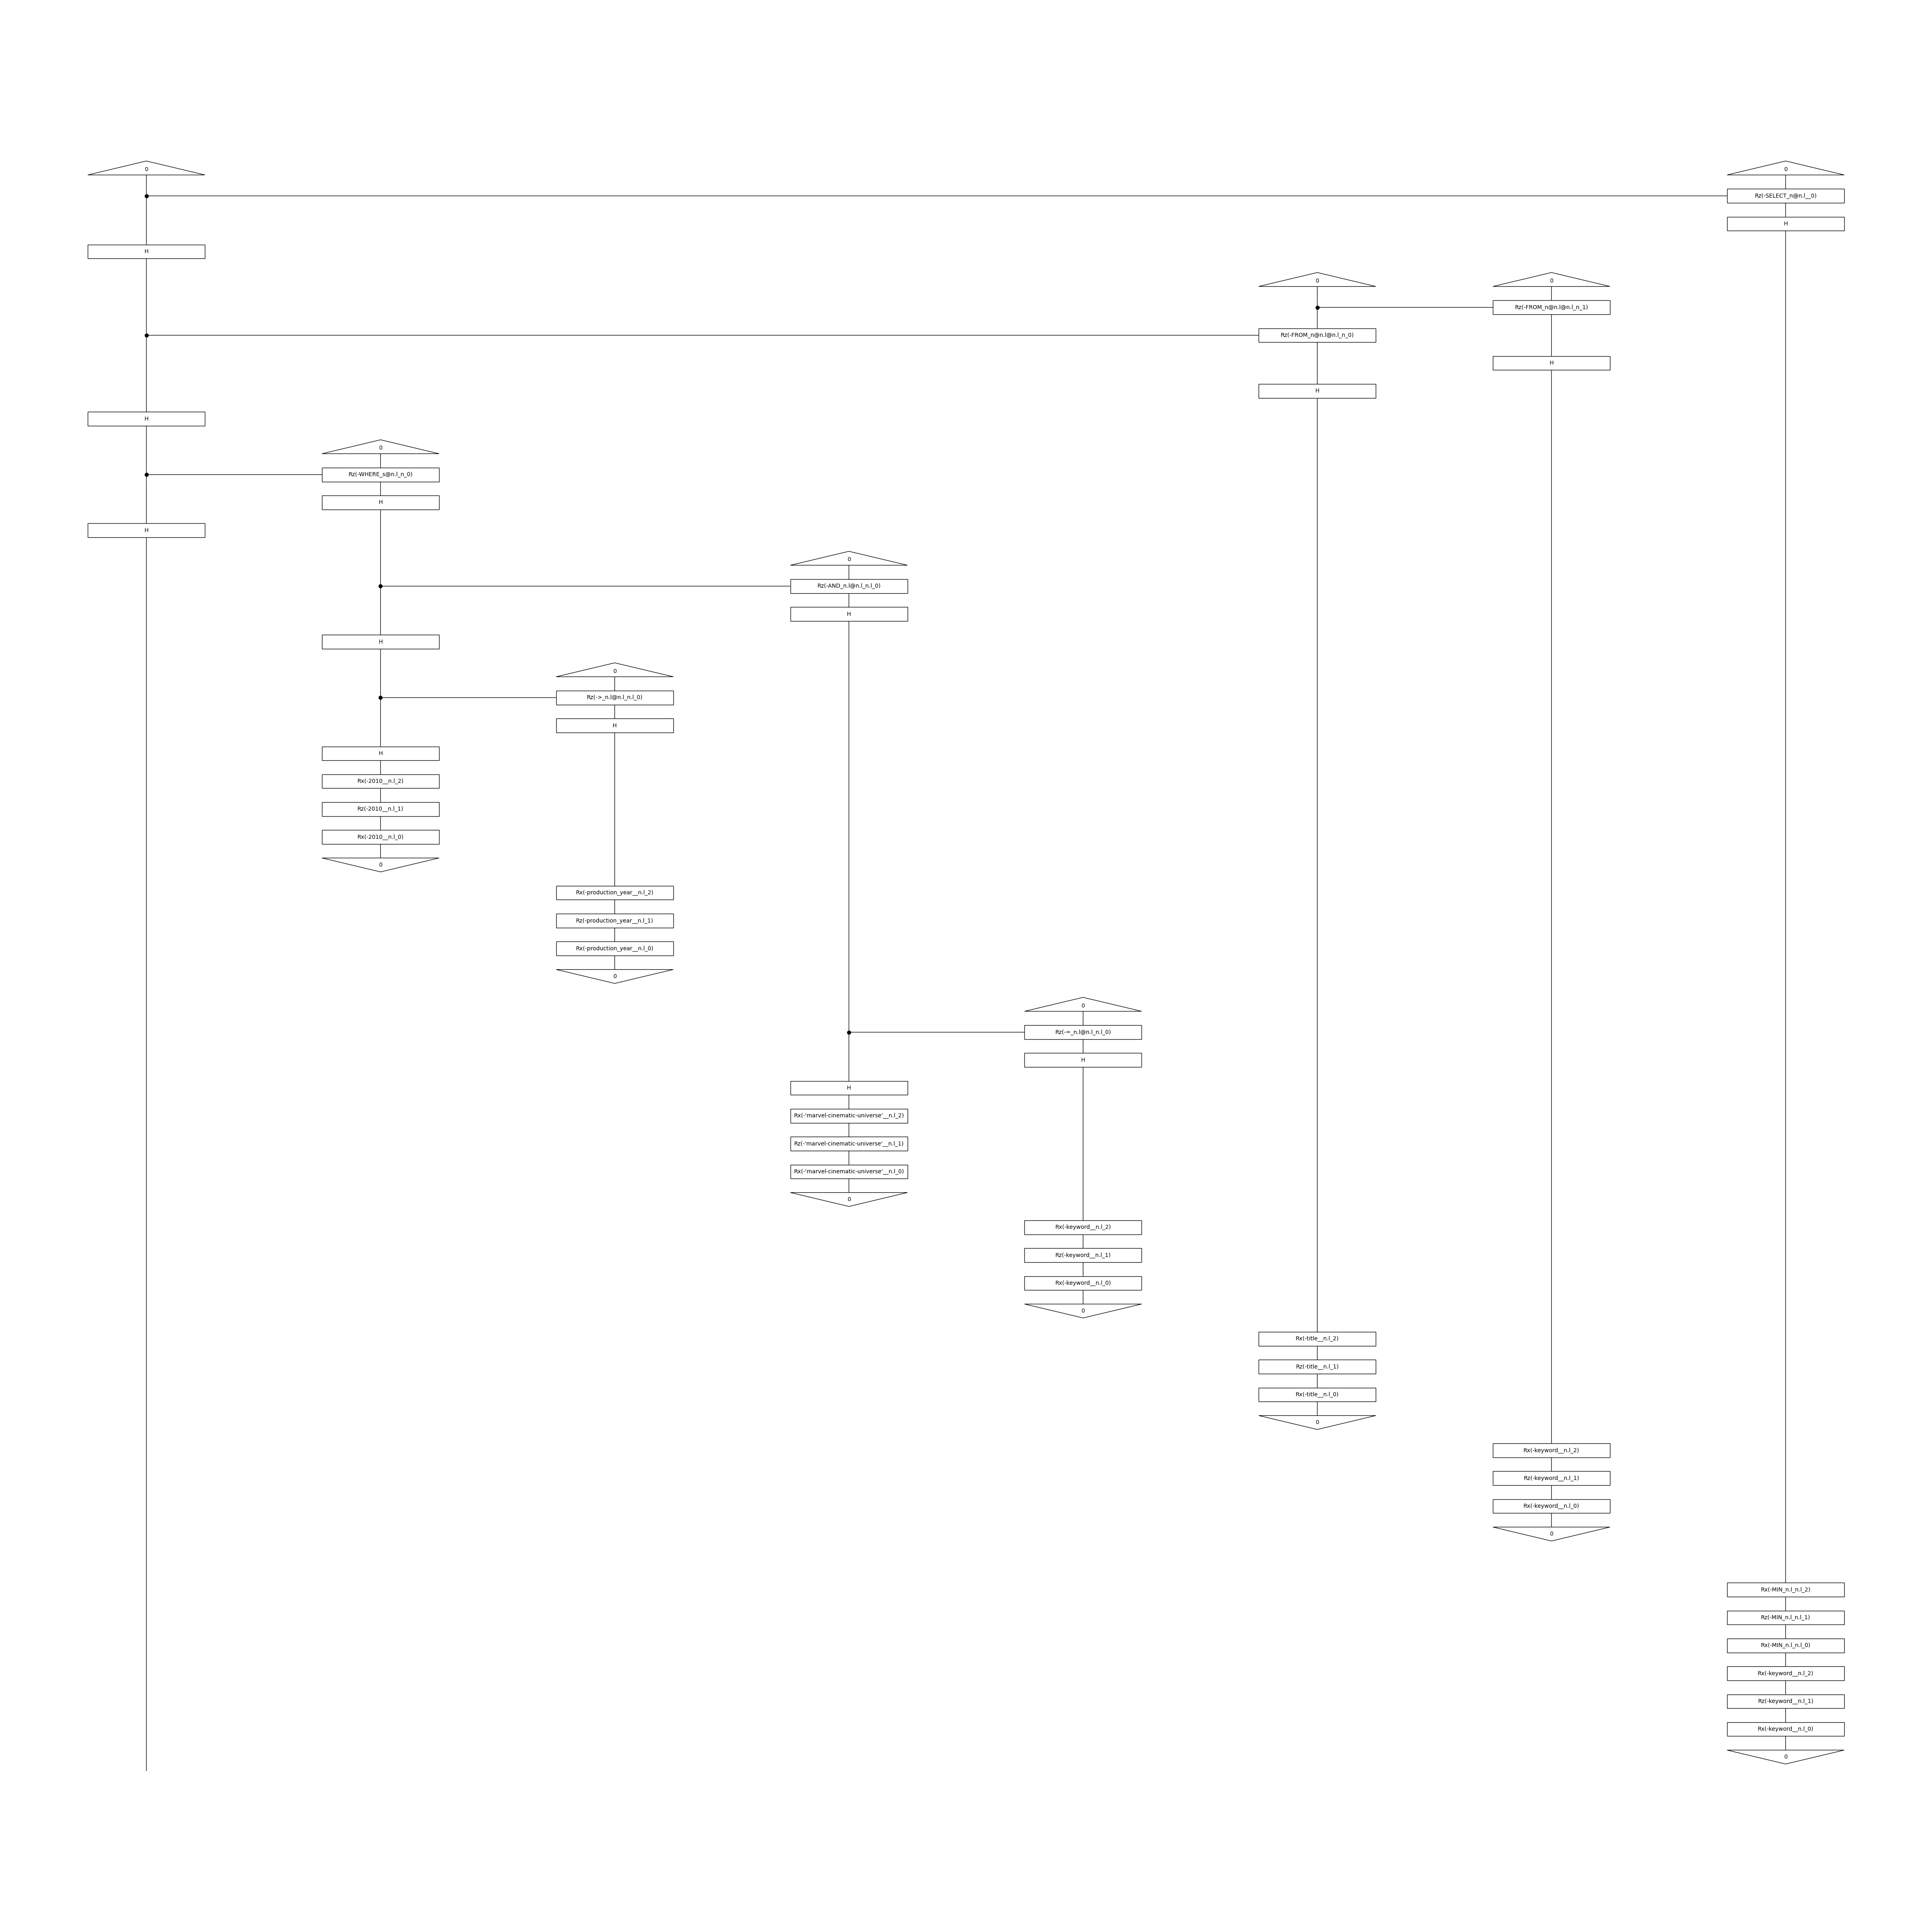 0 0
Rz(-SELECT_n@n.l__0)
H
H
0 0
Rz(-FROM_n@n.l@n.l_n_1)
Rz(-FROM_n@n.l@n.l_n_0)
H
H
H
0
Rz(-WHERE_s@n.l_n_0)
H
H
0
Rz(-AND_n.l@n.l_n.l_0)
H
H
0
Rz(->_n.l@n.l_n.l_0)
H
H
Rx(-2010__n.l_2)
Rz(-2010__n.l_1)
Rx(-2010__n.l_0)
0
Rx(-production_year__n.l_2)
Rz(-production_year__n.l_1)
Rx(-production_year__n.l_0)
0
0
Rz(-=_n.l@n.l_n.l_0)
H
H
Rx(-'marvel-cinematic-universe'__n.l_2)
Rz(-'marvel-cinematic-universe'__n.l_1)
Rx(-'marvel-cinematic-universe'__n.l_0)
0
Rx(-keyword__n.l_2)
Rz(-keyword__n.l_1)
Rx(-keyword__n.l_0)
0
Rx(-title__n.l_2)
Rz(-title__n.l_1)
Rx(-title__n.l_0)
0
Rx(-keyword__n.l_2)
Rz(-keyword__n.l_1)
Rx(-keyword__n.l_0)
0
Rx(-MIN_n.l_n.l_2)
Rz(-MIN_n.l_n.l_1)
Rx(-MIN_n.l_n.l_0)
Rx(-keyword__n.l_2)
Rz(-keyword__n.l_1)
Rx(-keyword__n.l_0)
0